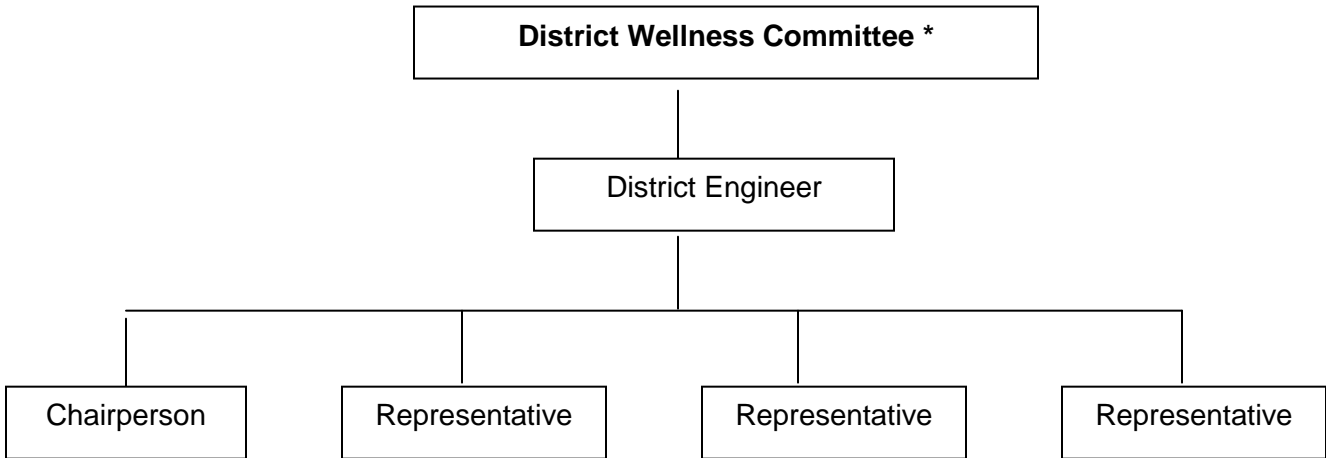 District Wellness Committee *
District Engineer
Chairperson
Representative
Representative
Representative